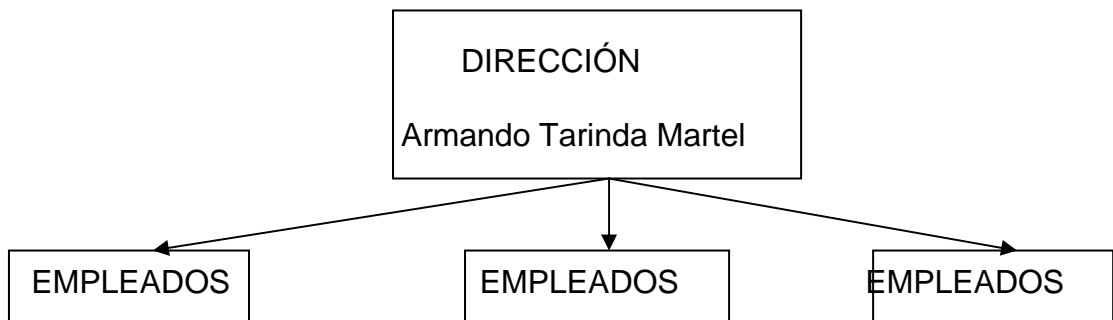 DIRECCIÓN
Armando Tarinda Martel
EMPLEADOS
EMPLEADOS
EMPLEADOS